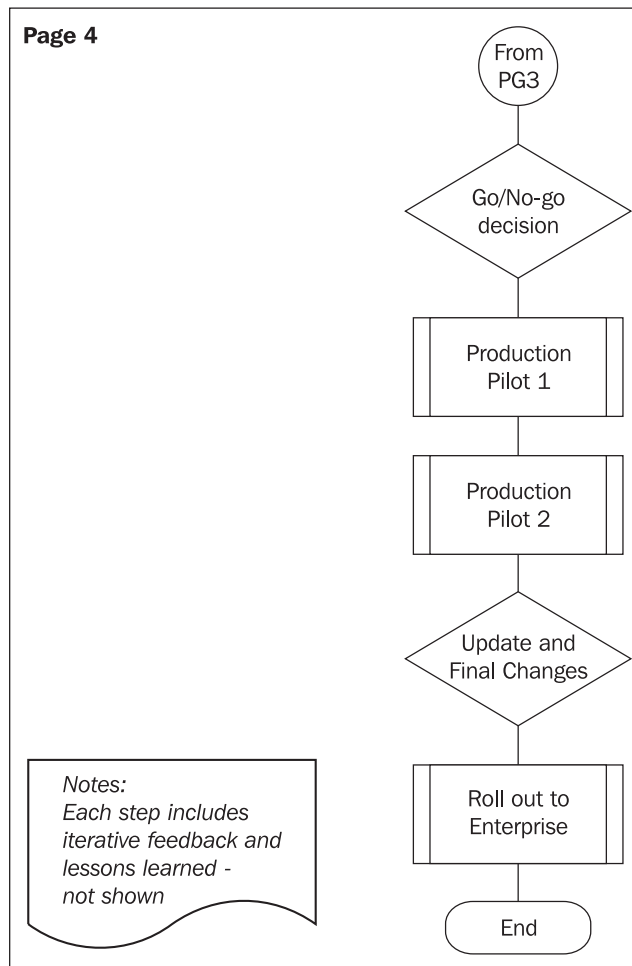 Page 4
From
PG3
Go/No-go
decision
Production
Pilot 1
Production
Pilot 2
Update and
Final Changes
Roll out to
Enterprise
End
Notes:
Each step includes
iterative feedback and
lessons learned -
not shown